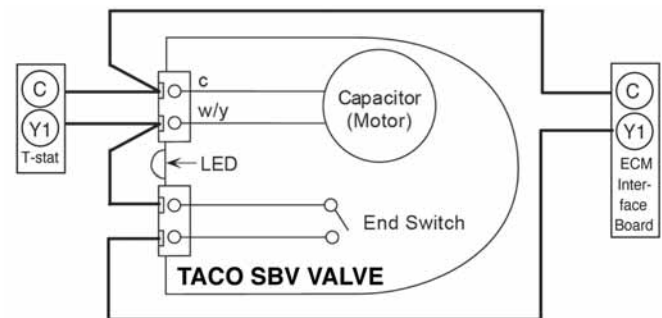 C
Y1
T-stat
c
w/y
Capacitor
(Motor)
LED
End Switch
TACO SBV VALVE
C
Y1
ECM
Inter-
face
Board